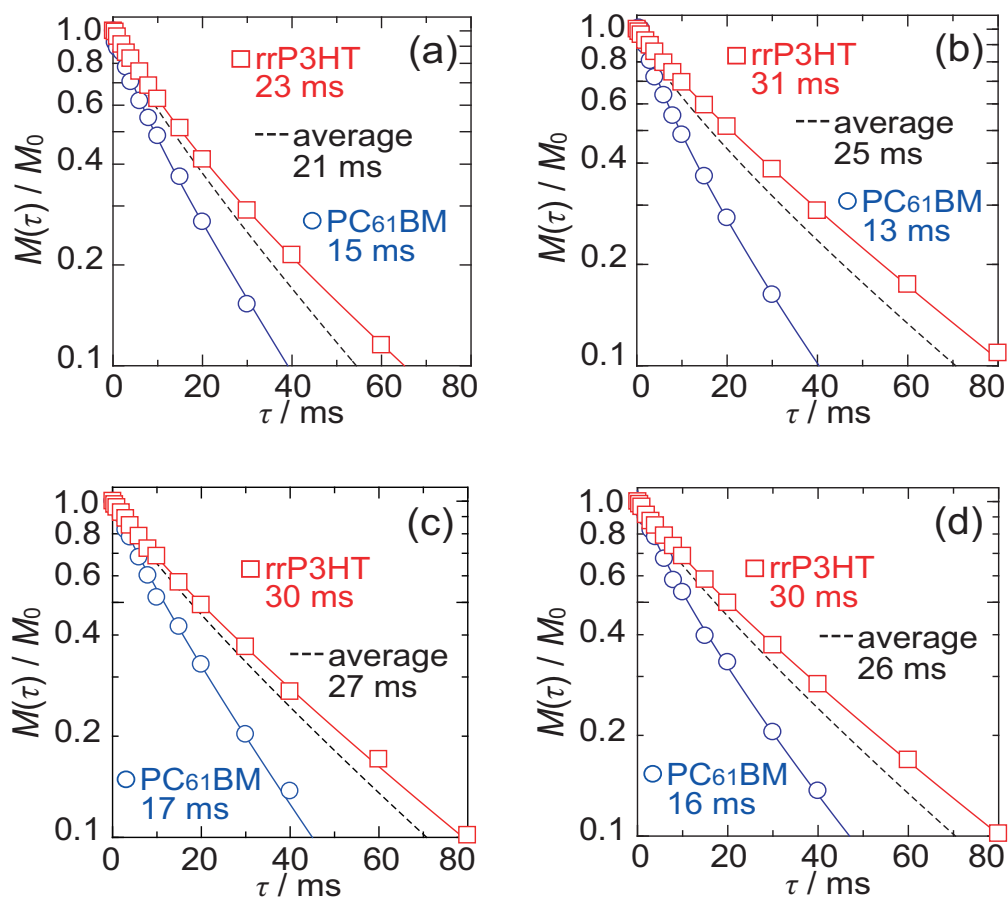 (a)
rrP3HT
23 ms
average
21 ms
PC61BM
15 ms
M(τ) / M0
1.0
0.8
0.6
0.4
0.2
0.1
0 20 40 60 80
τ / ms
(b)
rrP3HT
31 ms
average
25 ms
PC61BM
13 ms
M(τ) / M0
1.0
0.8
0.6
0.4
0.2
0.1
0 20 40 60 80
τ / ms
(c)
rrP3HT
30 ms
average
27 ms
PC61BM
17 ms
M(τ) / M0
1.0
0.8
0.6
0.4
0.2
0.1
0 20 40 60 80
τ / ms
(d)
rrP3HT
30 ms
average
26 ms
PC61BM
16 ms
M(τ) / M0
1.0
0.8
0.6
0.4
0.2
0.1
0 20 40 60 80
τ / ms